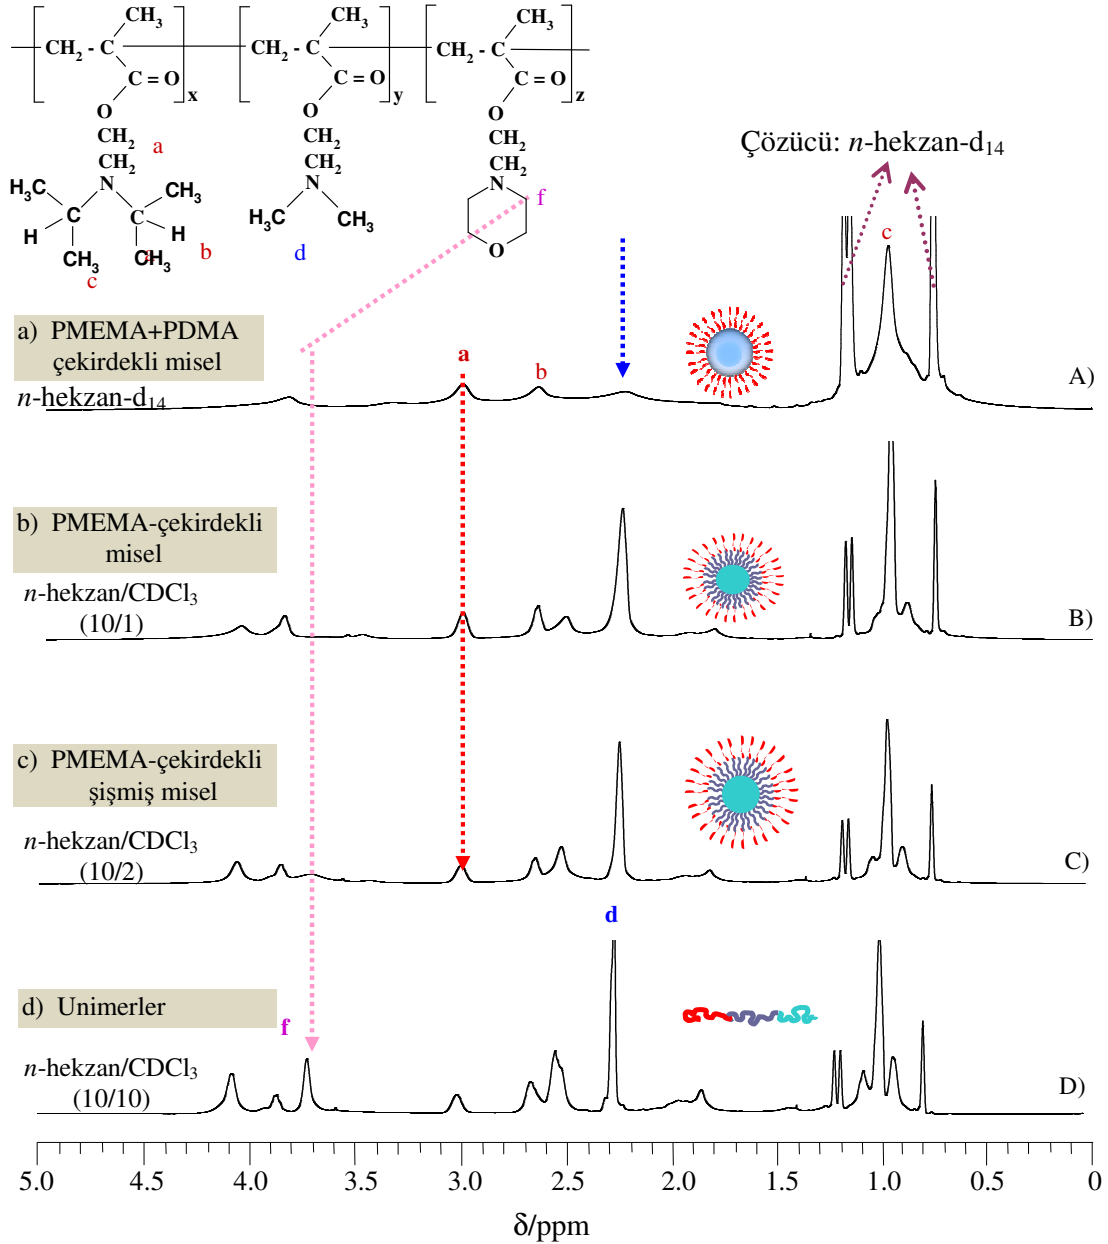 CH3 CH3 CH3
CH2 - C CH2 - C CH2 - C
C = O x C = O y C = O z
O O O
CH2 a CH2 CH2
CH2 CH2 CH2
N N N f
H3C CH3 H3C CH3
H C C H O
CH3 CH3
c b d
Çözücü: n-hekzan-d14
c
a) PMEMA+PDMA
çekirdekli misel
n-hekzan-d14
a b
A)
b) PMEMA-çekirdekli
misel
n-hekzan/CDCl3
(10/1)
B)
c) PMEMA-çekirdekli
şişmiş misel
n-hekzan/CDCl3
(10/2)
C)
d
d) Unimerler
f
n-hekzan/CDCl3
(10/10)
D)
5.0 4.5 4.0 3.5 3.0 2.5 2.0 1.5 1.0 0.5 0
δ/ppm